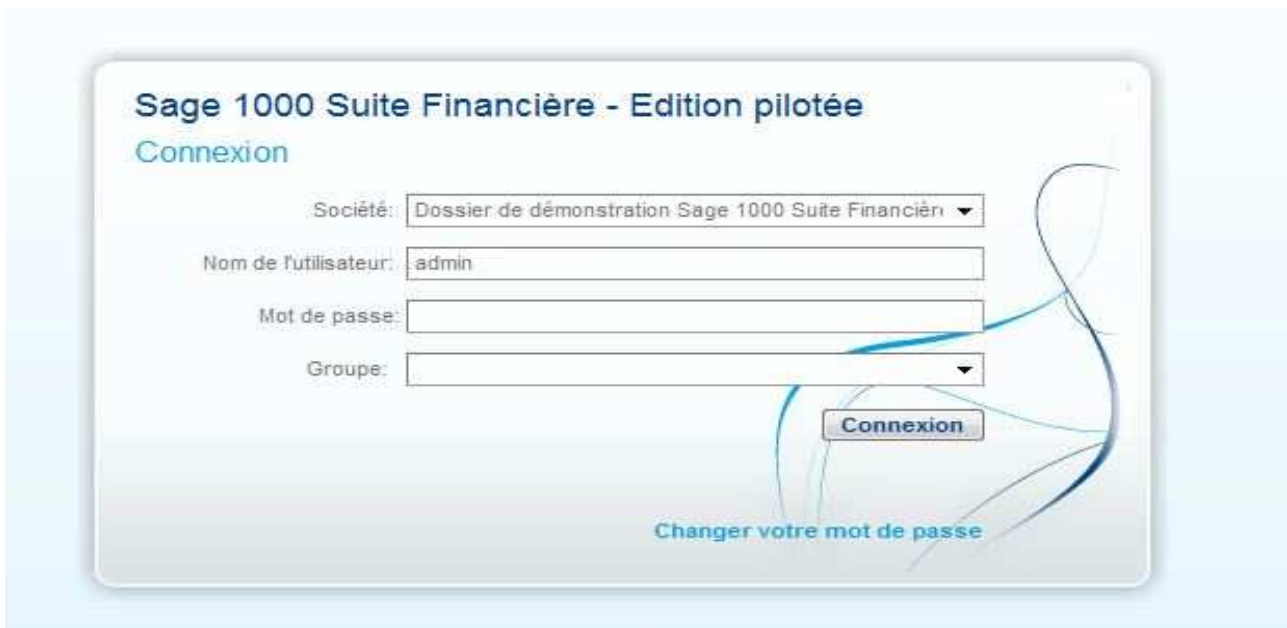 Sage 1000 Suite Financière - Edition pilotée
Connexion
Société: Dossier de démonstration Sage 1000 Suite Financièr
Nom de l'utilisateur: admin
Mot de passe:
Groupe:
Connexion
Changer votre mot de passe